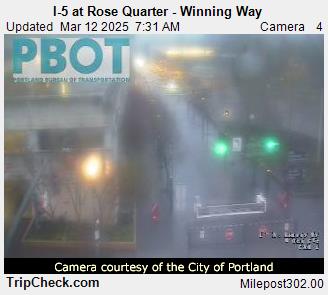 I-5 at Rose Quarter - Winning Way
Updated Mar 12 2025 7:31 AM Camera 4
PBOT
PORTLAND BUREAU OF TRANSPORTATION
Camera courtesy of the City of Portland
TripCheck.com Milepost302.00